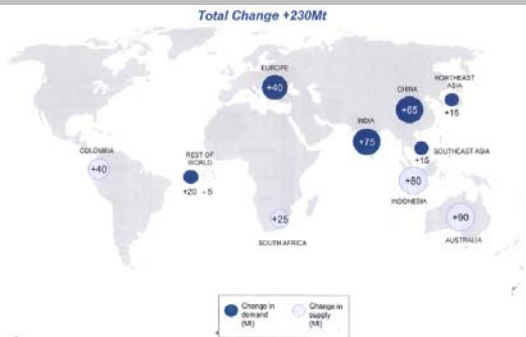 Total Change +230Mt
EUROPE
+40
NORTHEAST
ASIA
+15
CHINA
+65
INDIA
+75
SOUTHEAST ASIA
+15
COLOMBIA
+40
REST OF
WORLD
+20 -5
+80
INDONESIA
+25
SOUTH AFRICA
+90
AUSTRALIA
Change in
demand
(Mt)
Change in
supply
(Mt)